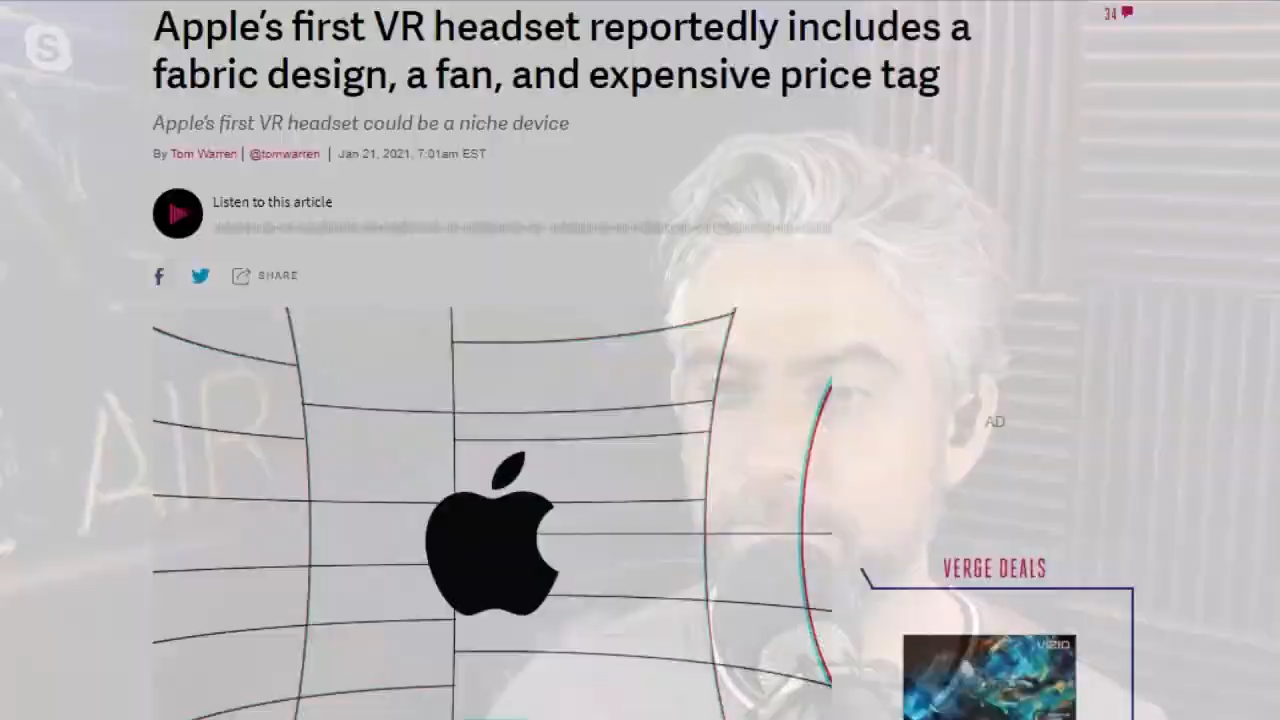 34
Apple's first VR headset reportedly includes a
fabric design, a fan, and expensive price tag
Apple's first VR headset could be a niche device
By Tom Warren | @tomwarren | Jan 21, 2021, 7:01am EST
Listen to this article
SHARE
AIR
AD
VERGE DEALS
VIZIO